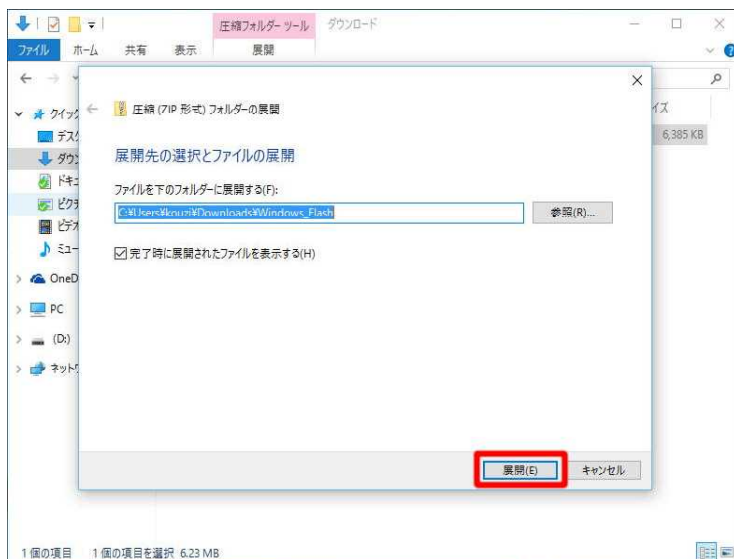 圧縮フォルダー ツール
ダウンロード
ファイル
ホーム
共有
表示
展開
圧縮 (ZIP 形式) フォルダーの展開
展開先の選択とファイルの展開
ファイルを下のフォルダーに展開する(F):
C:¥Users¥kouzi¥Downloads¥Windows_Flash
参照(R)...
完了時に展開されたファイルを表示する(H)
6,385 KB
OneD
PC
(D:)
展開(E)
キャンセル
1 個の項目
1 個の項目を選択 6.23 MB